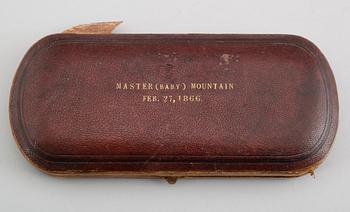 MASTER (BABY) MOUNTAIN
FEB. 27, 1866.